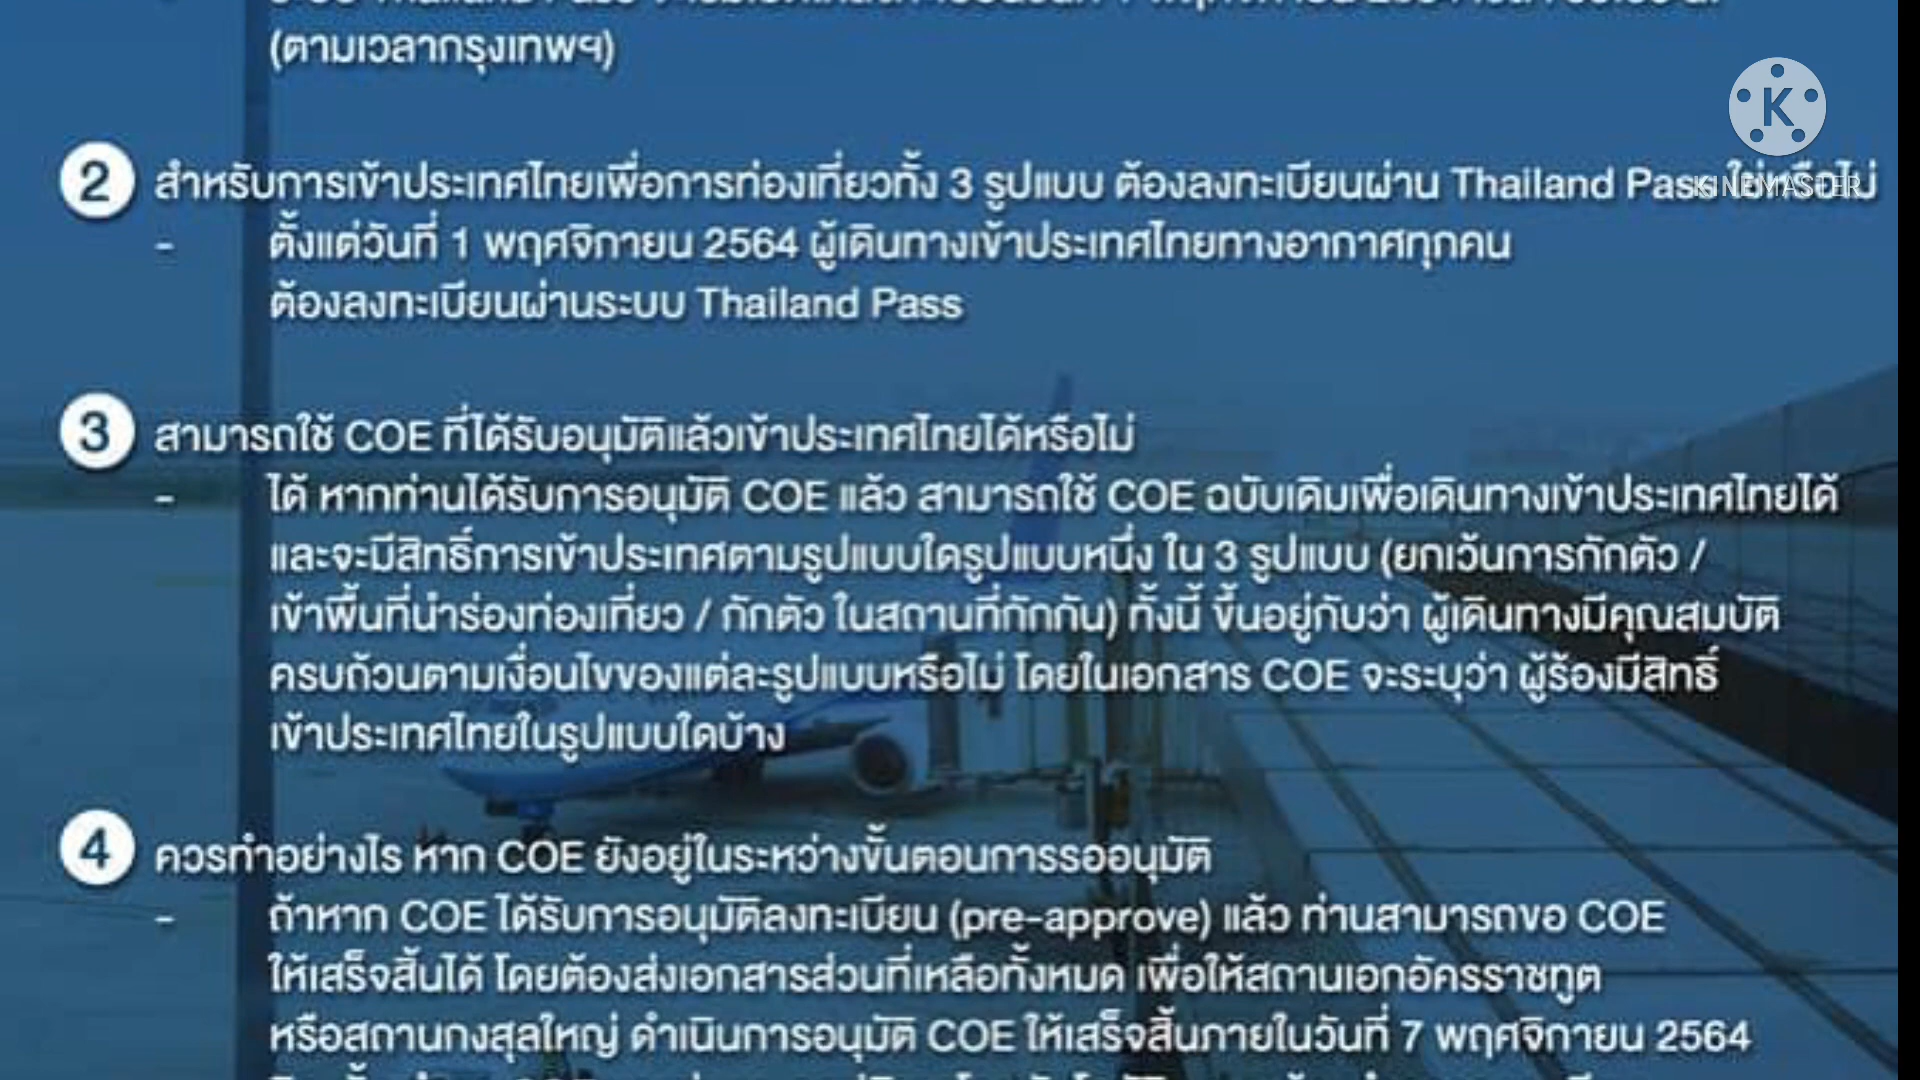 (ตามเวลากรุงเทพฯ)
K
KINEMASTER
2 สำหรับการเข้าประเทศไทยเพื่อการท่องเที่ยวทั้ง 3 รูปแบบ ต้องลงทะเบียนผ่าน Thailand Pass ใช่หรือไม่
- ตั้งแต่วันที่ 1 พฤศจิกายน 2564 ผู้เดินทางเข้าประเทศไทยทางอากาศทุกคน
ต้องลงทะเบียนผ่านระบบ Thailand Pass
3 สามารถใช้ COE ที่ได้รับอนุมัติแล้วเข้าประเทศไทยได้หรือไม่
- ได้ หากท่านได้รับการอนุมัติ COE แล้ว สามารถใช้ COE ฉบับเดิมเพื่อเดินทางเข้าประเทศไทยได้
และจะมีสิทธิ์การเข้าประเทศตามรูปแบบใดรูปแบบหนึ่ง ใน 3 รูปแบบ (ยกเว้นการกักตัว /
เข้าพื้นที่นำร่องท่องเที่ยว / กักตัว ในสถานที่กักกัน) ทั้งนี้ ขึ้นอยู่กับว่า ผู้เดินทางมีคุณสมบัติ
ครบถ้วนตามเงื่อนไขของแต่ละรูปแบบหรือไม่ โดยในเอกสาร COE จะระบุว่า ผู้ร้องมีสิทธิ์
เข้าประเทศไทยในรูปแบบใดบ้าง
4 ควรทำอย่างไร หาก COE ยังอยู่ในระหว่างขั้นตอนการรออนุมัติ
- ถ้าหาก COE ได้รับการอนุมัติลงทะเบียน (pre-approve) แล้ว ท่านสามารถขอ COE
ให้เสร็จสิ้นได้ โดยต้องส่งเอกสารส่วนที่เหลือทั้งหมด เพื่อให้สถานเอกอัครราชทูต
หรือสถานกงสุลใหญ่ ดำเนินการอนุมัติ COE ให้เสร็จสิ้นภายในวันที่ 7 พฤศจิกายน 2564